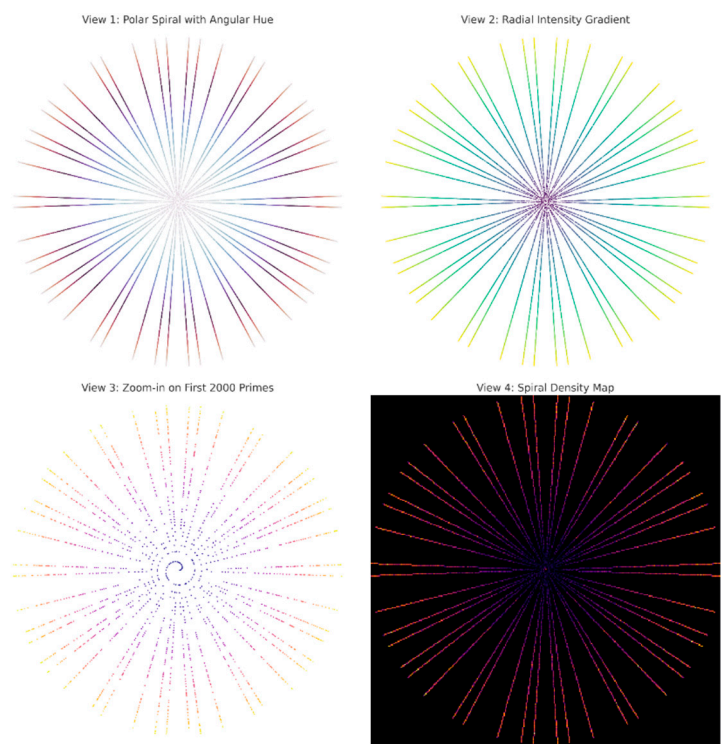 View 1: Polar Spiral with Angular Hue
View 2: Radial Intensity Gradient
View 3: Zoom-in on First 2000 Primes
View 4: Spiral Density Map